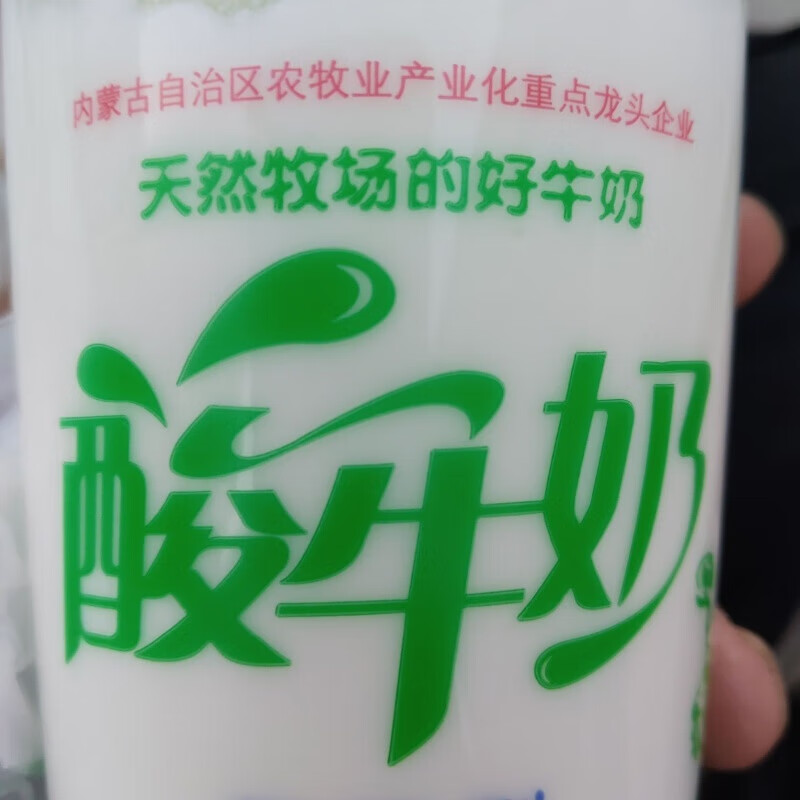 内蒙古自治区农牧业产业化重点龙头企业
天然牧场的好牛奶
酸牛奶